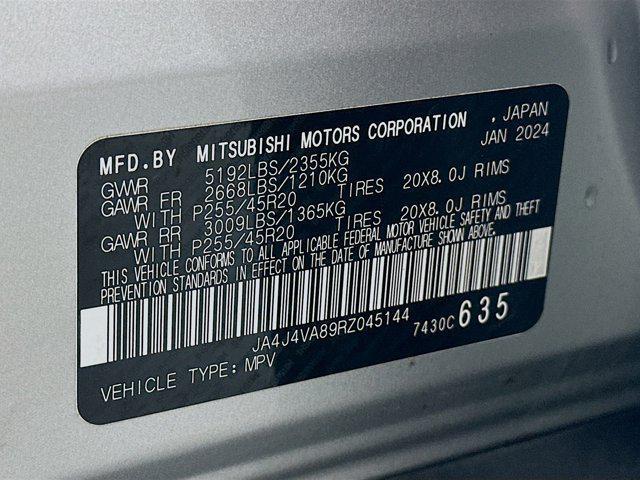 MFD.BY MITSUBISHI MOTORS CORPORATION , JAPAN
JAN 2024
GVWR 5192LBS/2355KG
GAWR FR 2668LBS/1210KG
WITH P255/45R20 TIRES 20X8.0J RIMS
GAWR RR 3009LBS/1365KG
WITH P255/45R20 TIRES 20X8.0J RIMS
THIS VEHICLE CONFORMS TO ALL APPLICABLE FEDERAL MOTOR VEHICLE SAFETY AND THEFT
PREVENTION STANDARDS IN EFFECT ON THE DATE OF MANUFACTURE SHOWN ABOVE.
JA4J4VA89RZ045144 7430C 635
VEHICLE TYPE: MPV